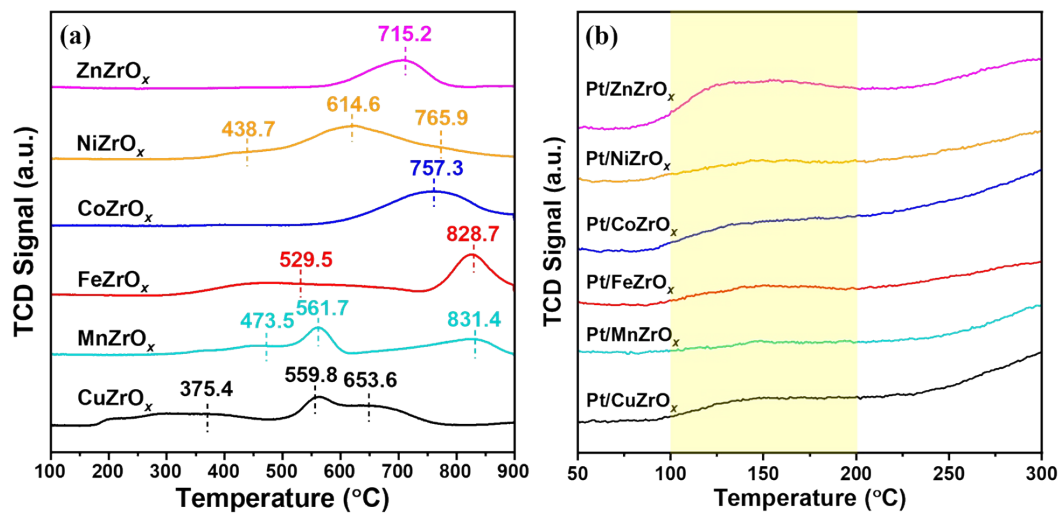 (a)
715.2
ZnZrOx
614.6
438.7
765.9
NiZrOx
757.3
CoZrOx
828.7
529.5
FeZrOx
561.7
473.5
831.4
MnZrOx
559.8
653.6
375.4
CuZrOx
100 200 300 400 500 600 700 800 900
Temperature (°C)
TCD Signal (a.u.)
(b)
Pt/ZnZrOx
Pt/NiZrOx
Pt/CoZrOx
Pt/FeZrOx
Pt/MnZrOx
Pt/CuZrOx
50 100 150 200 250 300
Temperature (°C)
TCD Signal (a.u.)